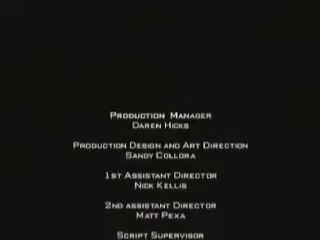 Production Manager
Daren Hicks
Production Design and Art Direction
Sandy Collora
1st Assistant Director
Nick Kellis
2nd assistant Director
Matt Pexa
Script Supervisor